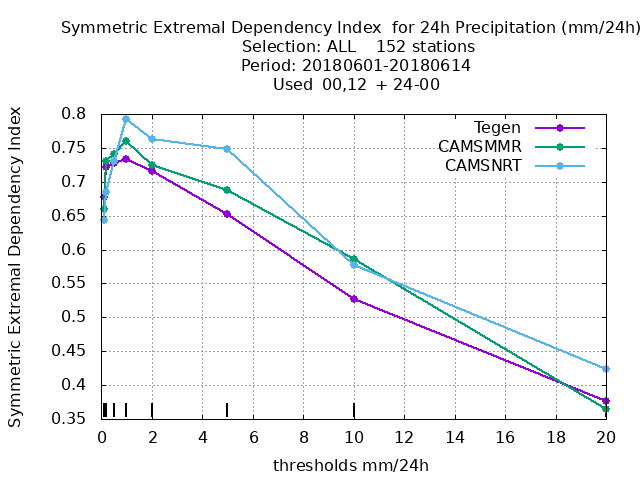 Symmetric Extremal Dependency Index  for 24h Precipitation (mm/24h)
Selection: ALL    152 stations
Period: 20180601-20180614
Used  00,12  + 24-00
Symmetric Extremal Dependency Index
0.8
0.75
0.7
0.65
0.6
0.55
0.5
0.45
0.4
0.35
Tegen
CAMSMMR
CAMSNRT
0 2 4 6 8 10 12 14 16 18 20
thresholds mm/24h